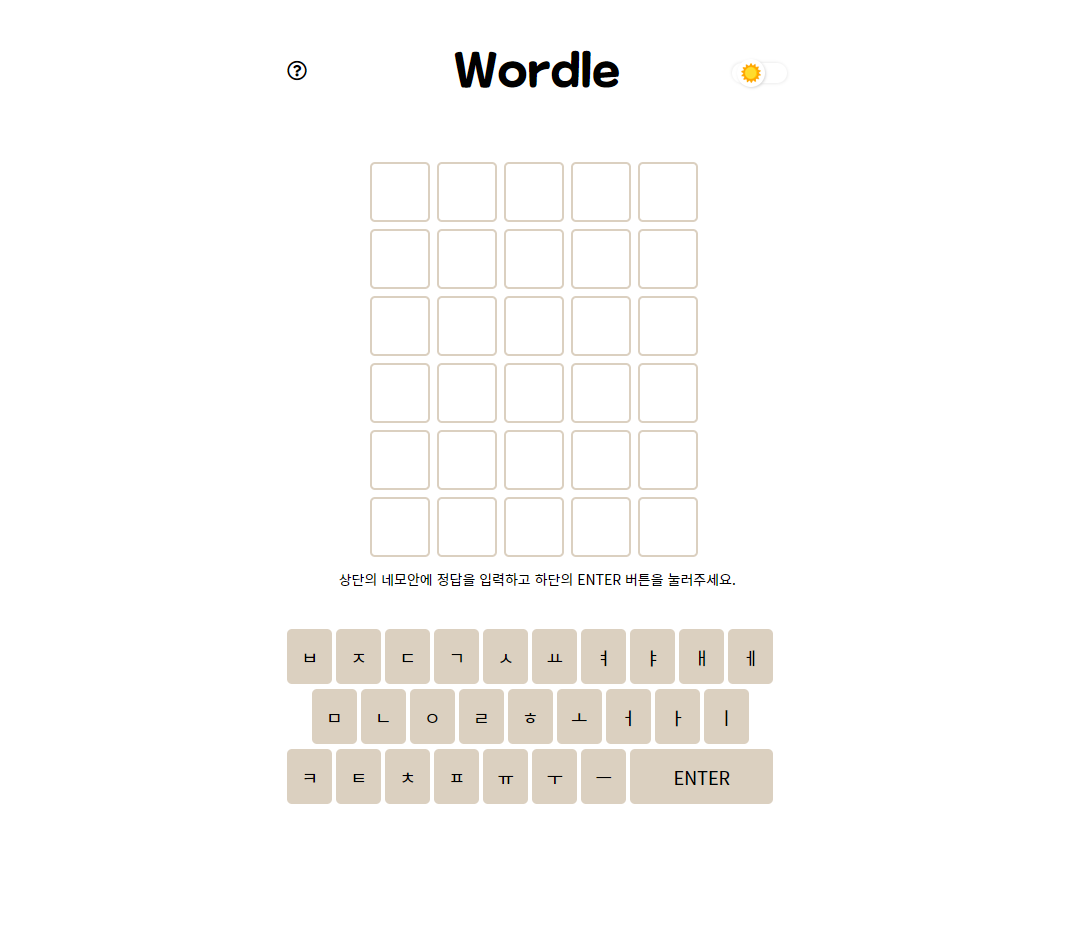 Wordle
상단의 네모안에 정답을 입력하고 하단의 ENTER 버튼을 눌러주세요.
ㅂ ㅈ ㄷ ㄱ ㅅ ㅛ ㅕ ㅑ ㅐ ㅔ
ㅁ ㄴ ㅇ ㄹ ㅎ ㅗ ㅓ ㅏ ㅣ
ㅋ ㅌ ㅊ ㅍ ㅠ ㅜ ㅡ ENTER